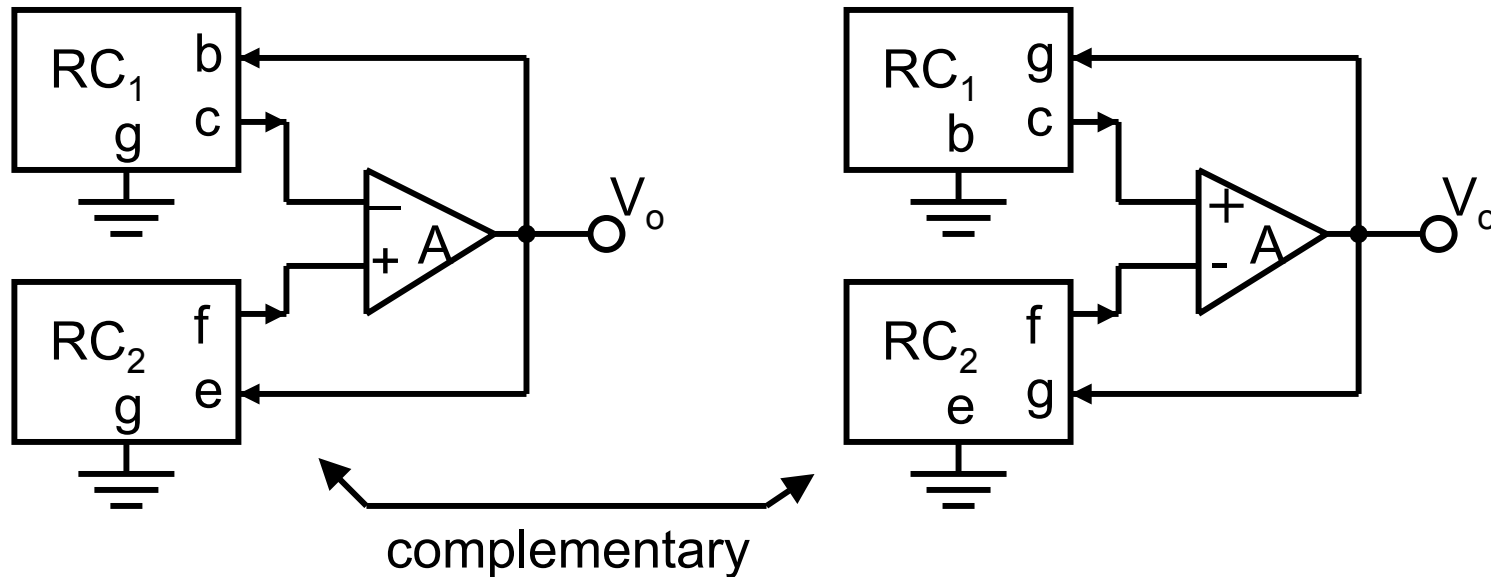 RC1
b
c
g
–
+
A
Vo
RC2
f
e
g
RC1
g
c
b
+
-
A
Vo
RC2
f
g
e
complementary